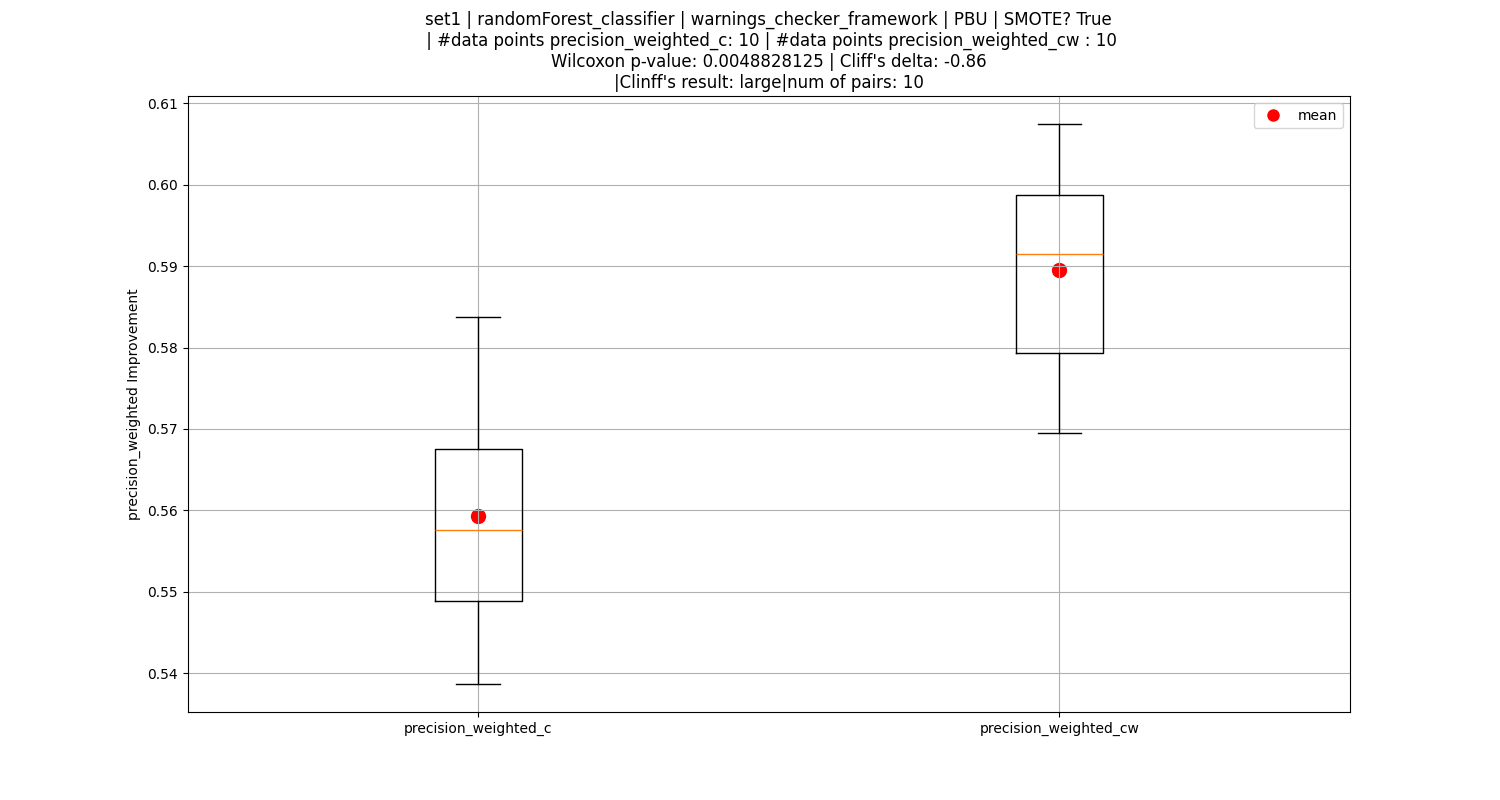 set1 | randomForest_classifier | warnings_checker_framework | PBU | SMOTE? True
| #data points precision_weighted_c: 10 | #data points precision_weighted_cw : 10
Wilcoxon p-value: 0.0048828125 | Cliff's delta: -0.86
|Clinff's result: large|num of pairs: 10
mean
precision_weighted Improvement
0.61
0.60
0.59
0.58
0.57
0.56
0.55
0.54
precision_weighted_c
precision_weighted_cw